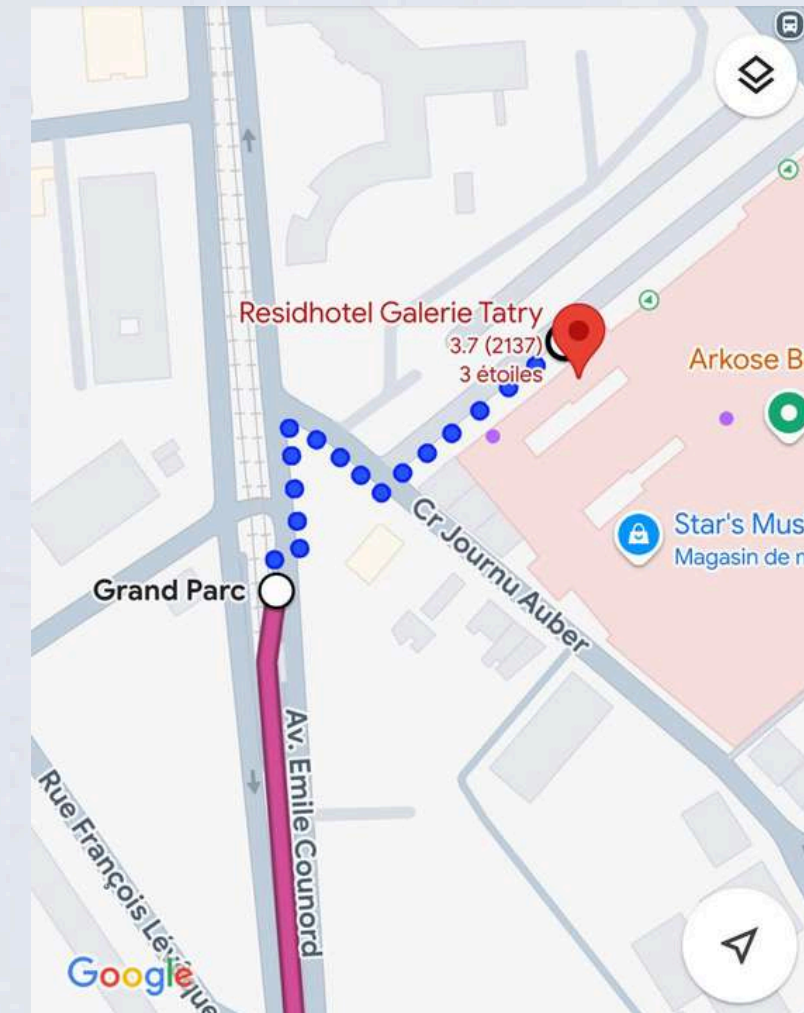 Residhotel Galerie Tatry
3.7 (2137)
3 étoiles
Arkose B
Star's Mus
Magasin de
Cr Journu Auber
Grand Parc
Av. Emile Counord
Rue François Lévêque
Google